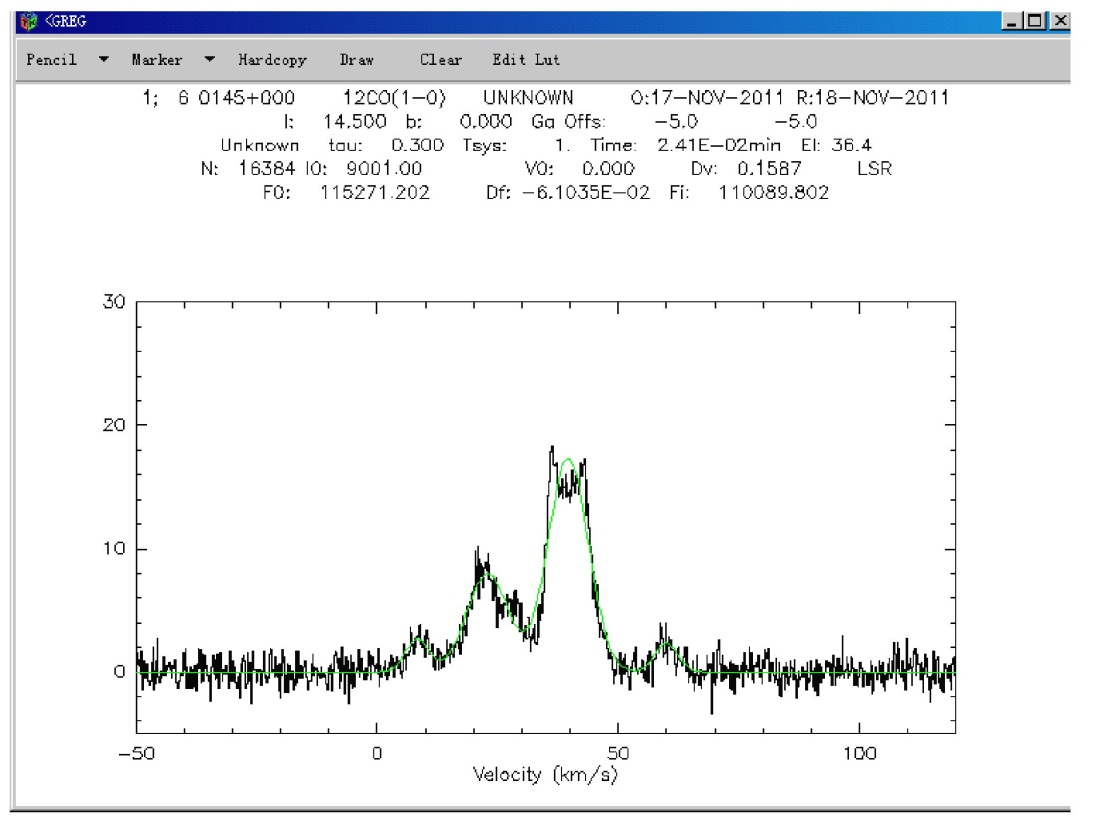 <GREG
Pencil Marker Hardcopy Draw Clear Edit Lut
1; 6 0145+000 12CO(1-0) UNKNOWN O:17-NOV-2011 R:18-NOV-2011
l: 14.500 b: 0.000 Ga Offs: -5.0 -5.0
Unknown tau: 0.300 Tsys: 1. Time: 2.41E-02min El: 36.4
N: 16384 I0: 9001.00 V0: 0.000 Dv: 0.1587 LSR
F0: 115271.202 Df: -6.1035E-02 Fi: 110089.802
30
20
10
0
-50 0 50 100
Velocity (km/s)